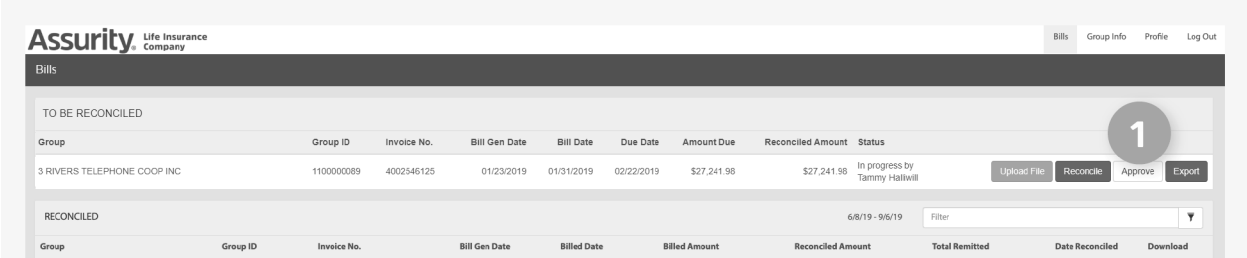 Assurity® Life Insurance Company
Bills Group Info Profile Log Out
Bills
TO BE RECONCILED
1
Group Group ID Invoice No. Bill Gen Date Bill Date Due Date Amount Due Reconciled Amount Status
3 RIVERS TELEPHONE COOP INC 1100000089 4002546125 01/23/2019 01/31/2019 02/22/2019 $27,241.98 $27,241.98 In progress by Tammy Halliwill Upload File Reconcile Approve Export
RECONCILED 6/8/19 - 9/6/19 Filter
Group Group ID Invoice No. Bill Gen Date Billed Date Billed Amount Reconciled Amount Total Remitted Date Reconciled Download